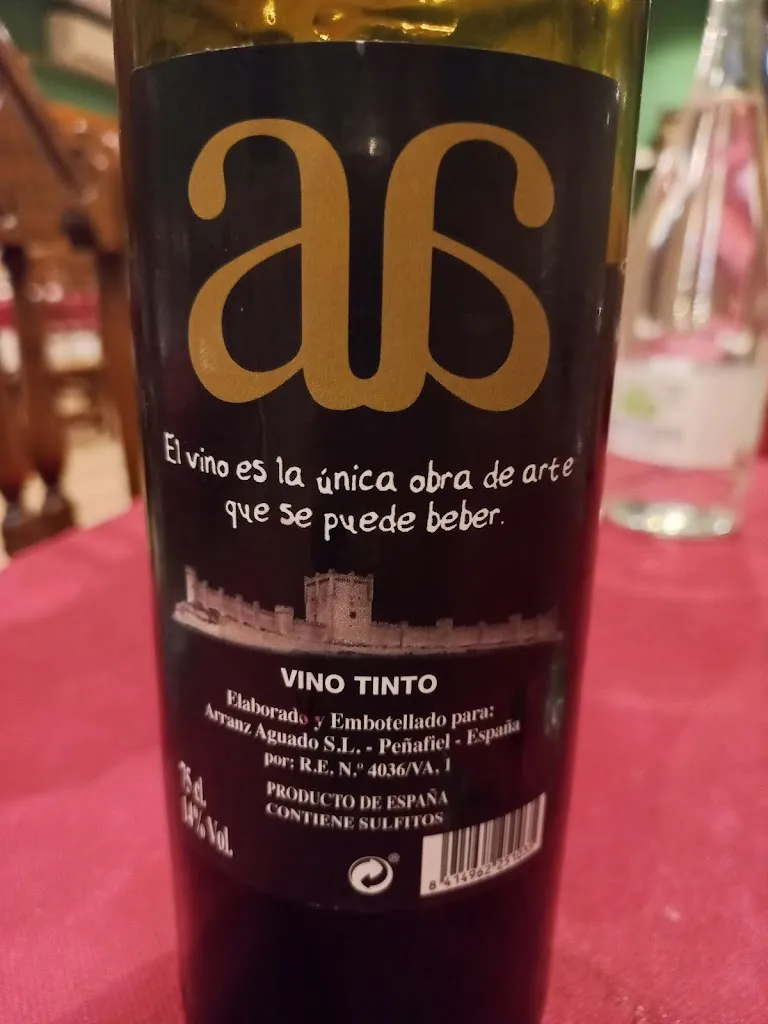 aa
El vino es la única obra de arte
que se puede beber.
VINO TINTO
Elaborado y Embotellado para:
Arranz Aguado S.L. - Peñafiel - España
por: R.E. N.º 4036/VA. 1
75 cl.
14% Vol.
PRODUCTO DE ESPAÑA
CONTIENE SULFITOS